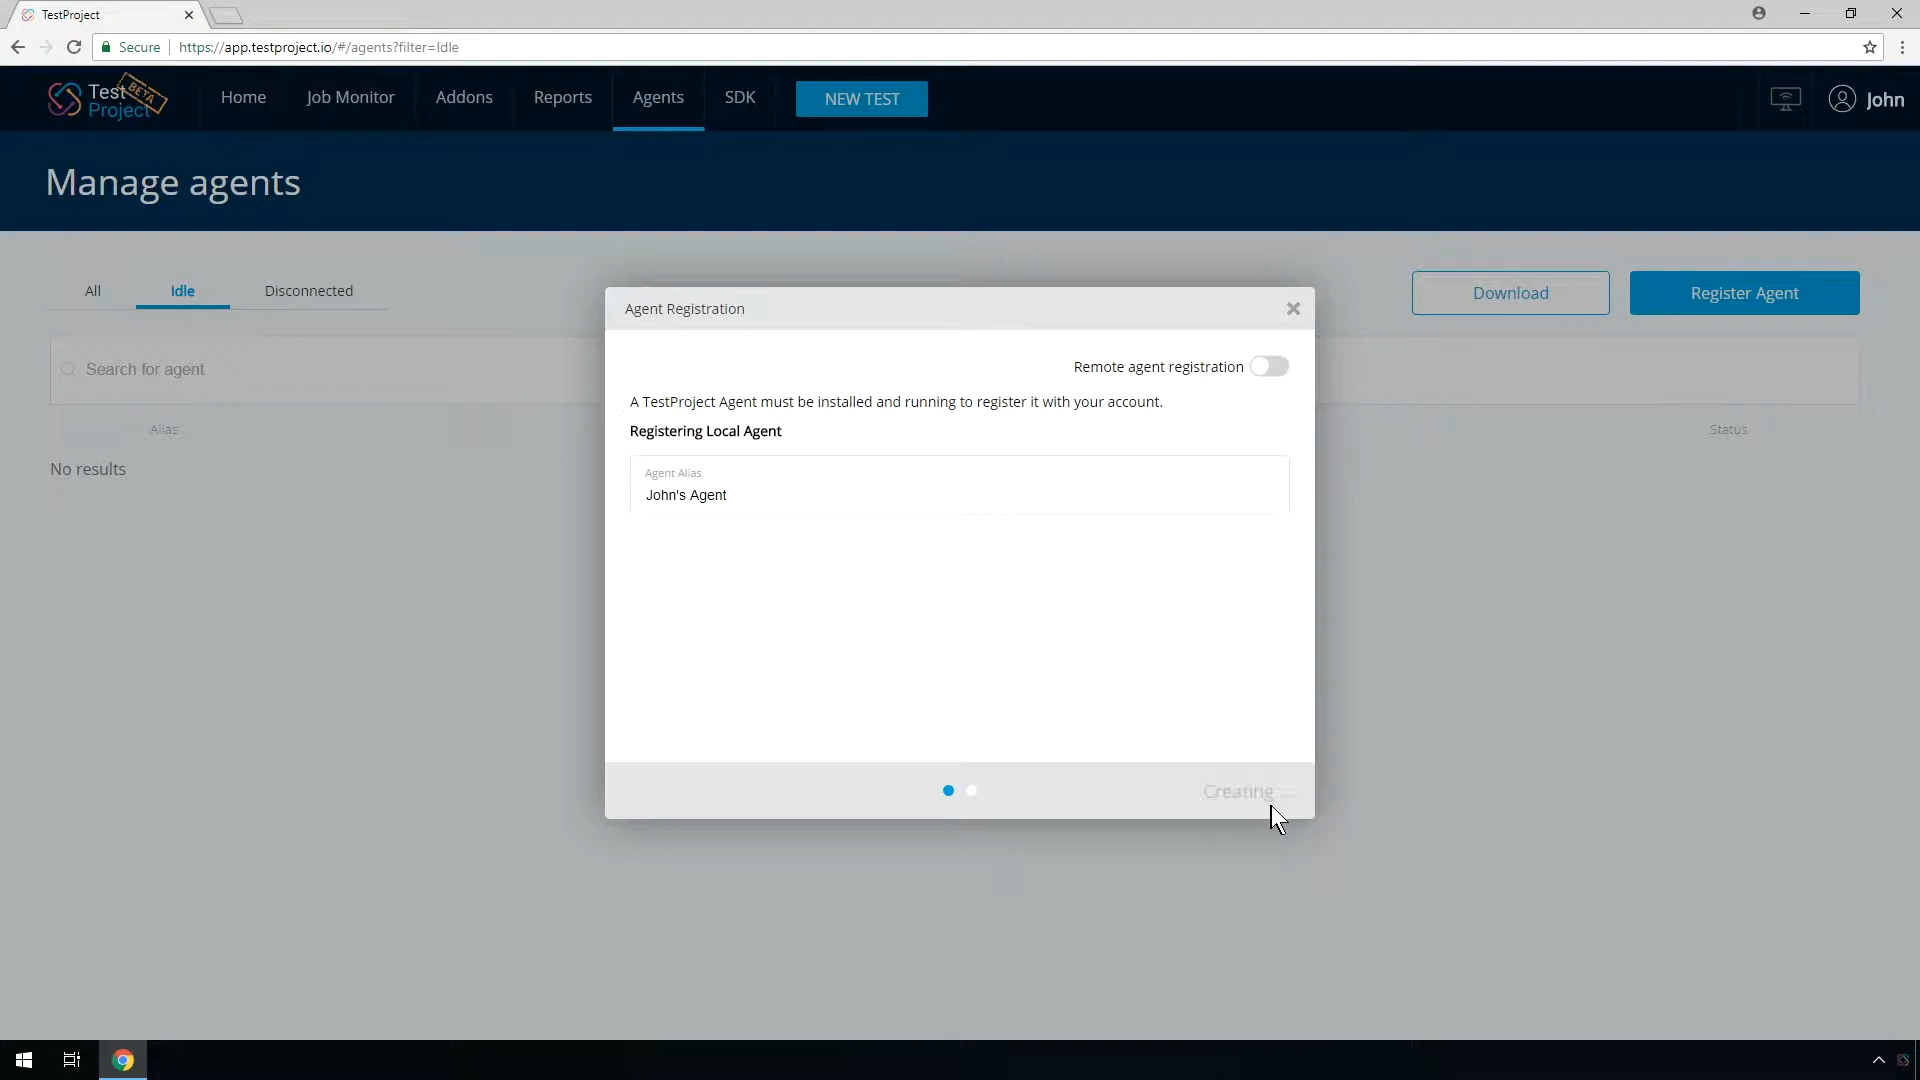 TestProject
Secure
https://app.testproject.io/#/agents?filter=Idle
Test
Project
BETA
Home
Job Monitor
Addons
Reports
Agents
SDK
NEW TEST
John
Manage agents
All
Idle
Disconnected
Download
Register Agent
Search for agent
Alias
Status
No results
Agent Registration
Remote agent registration
A TestProject Agent must be installed and running to register it with your account.
Registering Local Agent
Agent Alias
John's Agent
Creating ...